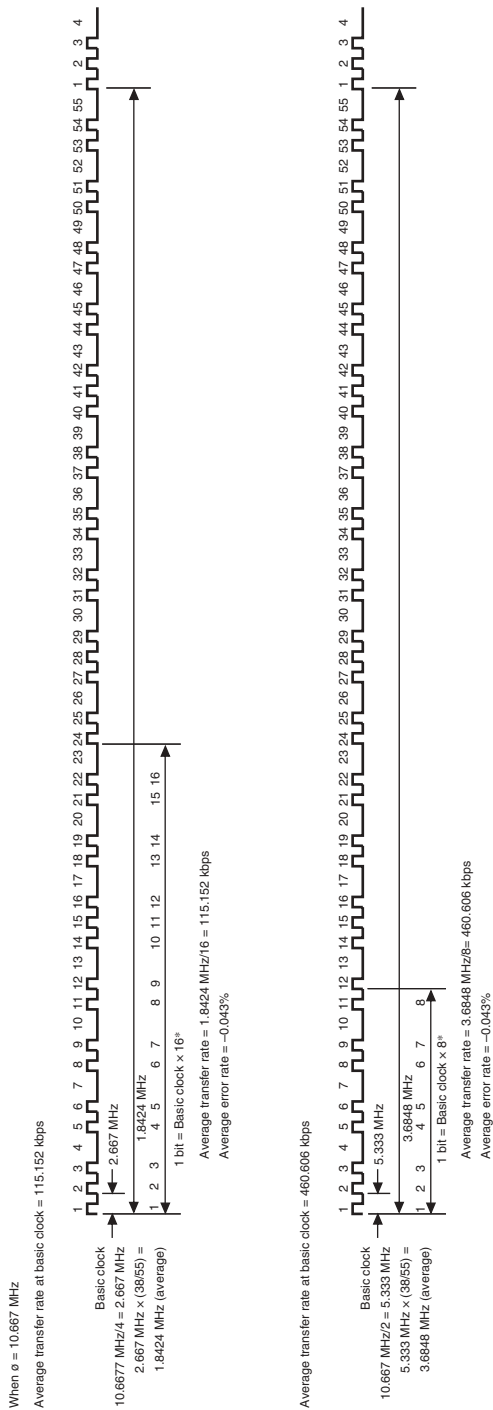 When ø = 10.667 MHz
Average transfer rate at basic clock = 115.152 kbps
1 2 3 4 5 6 7 8 9 10 11 12 13 14 15 16 17 18 19 20 21 22 23 24 25 26 27 28 29 30 31 32 33 34 35 36 37 38 39 40 41 42 43 44 45 46 47 48 49 50 51 52 53 54 55 1 2 3 4
Basic clock
10.6677 MHz/4 = 2.667 MHz
2.667 MHz
2.667 MHz × (38/55) =
1.8424 MHz
1.8424 MHz (average)
1 2 3 4 5 6 7 8 9 10 11 12 13 14 15 16
1 bit = Basic clock × 16*
Average transfer rate = 1.8424 MHz/16 = 115.152 kbps
Average error rate = –0.043%
Average transfer rate at basic clock = 460.606 kbps
1 2 3 4 5 6 7 8 9 10 11 12 13 14 15 16 17 18 19 20 21 22 23 24 25 26 27 28 29 30 31 32 33 34 35 36 37 38 39 40 41 42 43 44 45 46 47 48 49 50 51 52 53 54 55 1 2 3 4
Basic clock
10.667 MHz/2 = 5.333 MHz
5.333 MHz
5.333 MHz × (38/55) =
3.6848 MHz
3.6848 MHz (average)
1 2 3 4 5 6 7 8
1 bit = Basic clock × 8*
Average transfer rate = 3.6848 MHz/8= 460.606 kbps
Average error rate = –0.043%